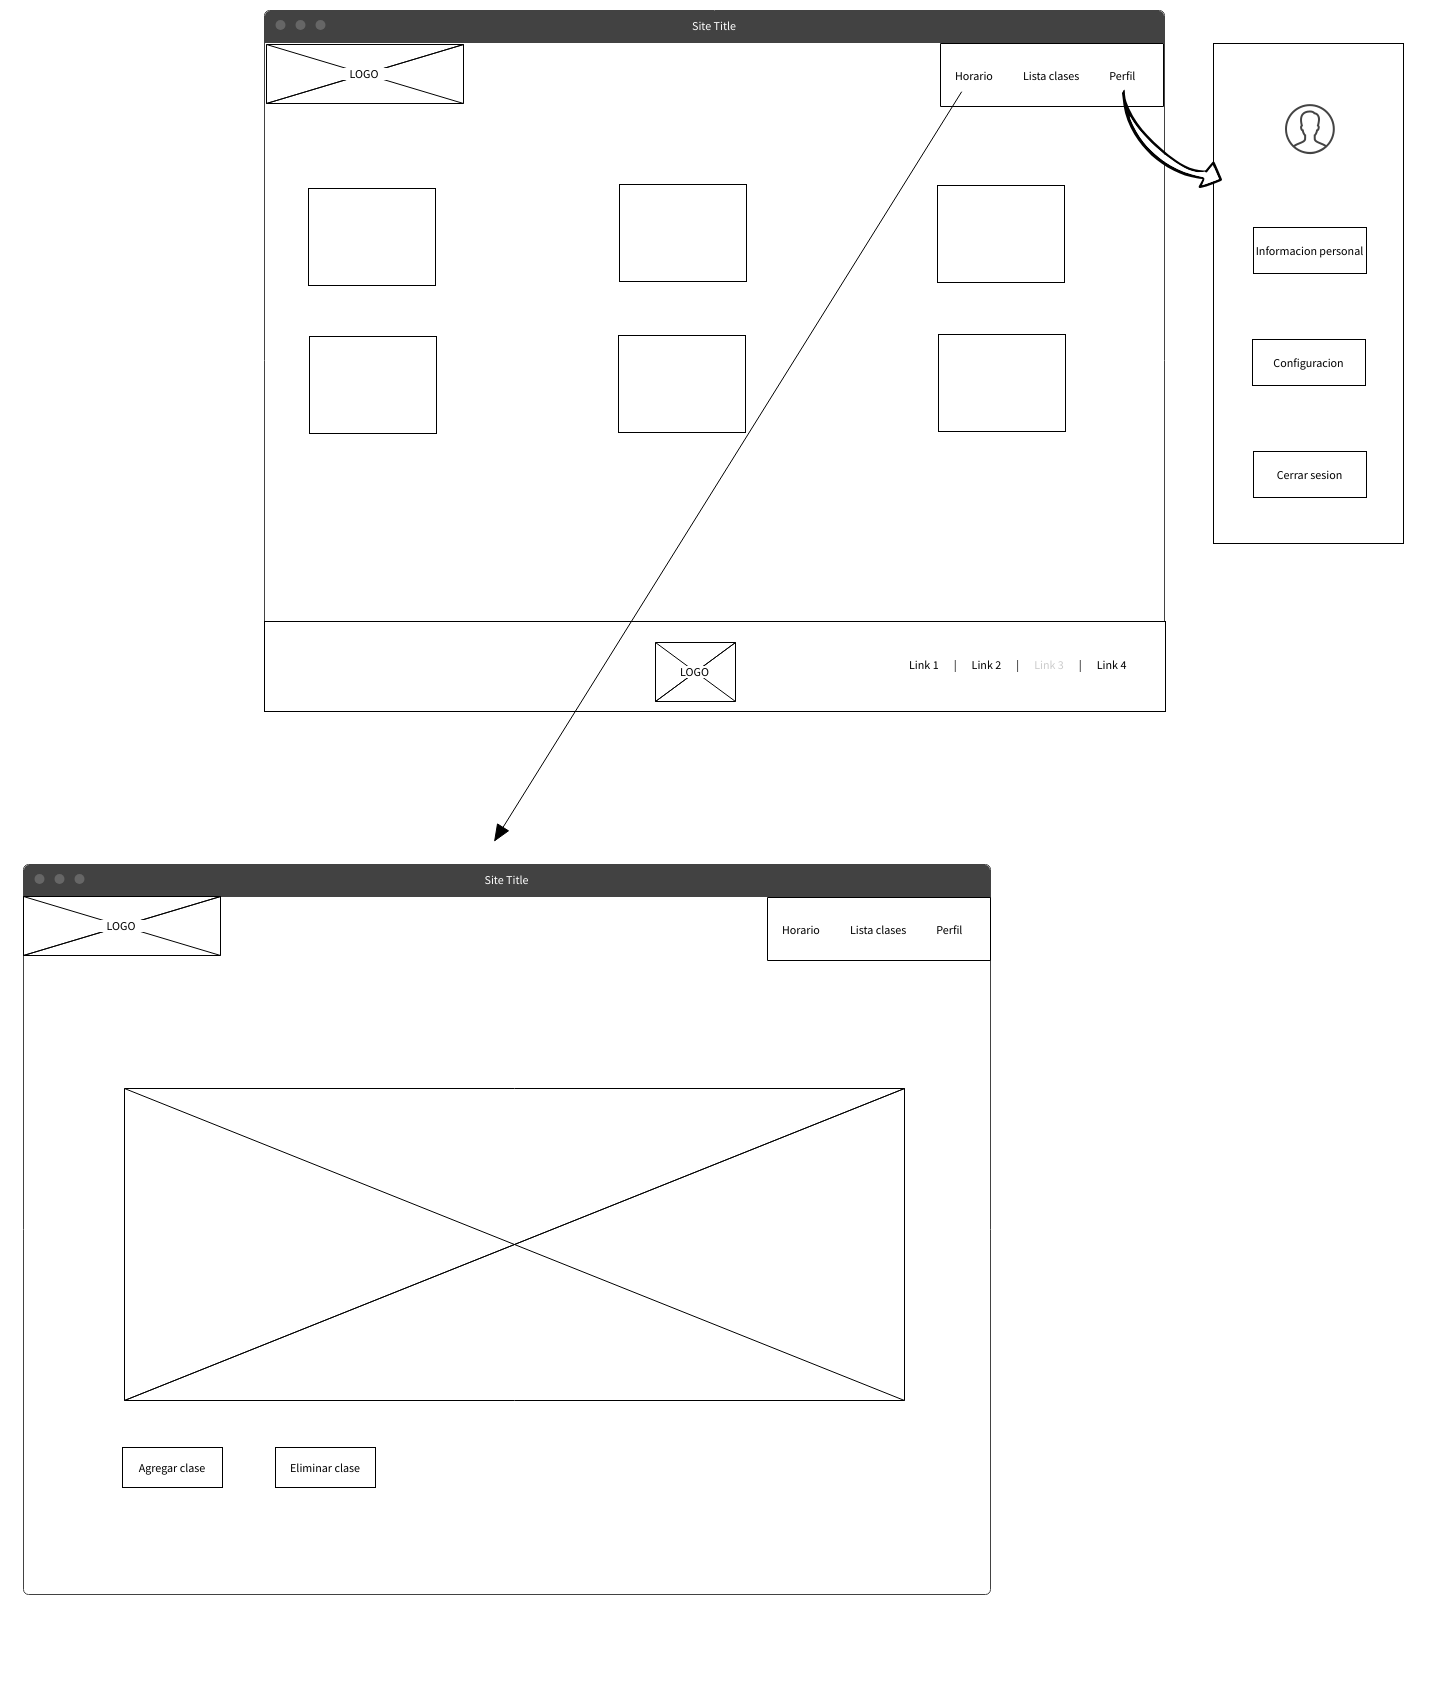 Site Title
LOGO
Horario Lista clases Perfil
Informacion personal
Configuracion
Cerrar sesion
LOGO
Link 1 | Link 2 | Link 3 | Link 4
Site Title
LOGO
Horario Lista clases Perfil
Agregar clase
Eliminar clase